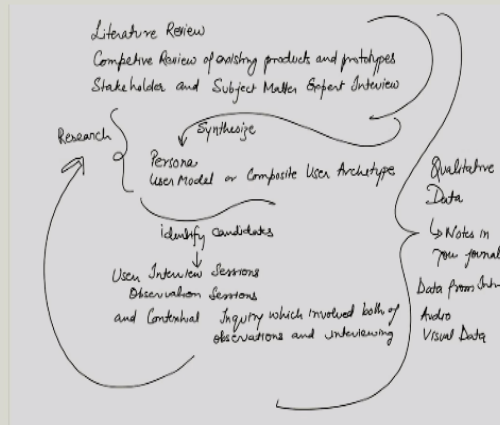 Literature Review
Competive Review of existing products and prototypes
Stakeholder and Subject Matter Expert Interview
Research
Synthesize
Persona
User Model or Composite User Archetype
identify candidates
User Interview Sessions
Observation Sessions
and Contextual Inquiry which involved both of
observations and interviewing
Qualitative
Data
Notes in
your journal
Data from
Audio
Visual Data